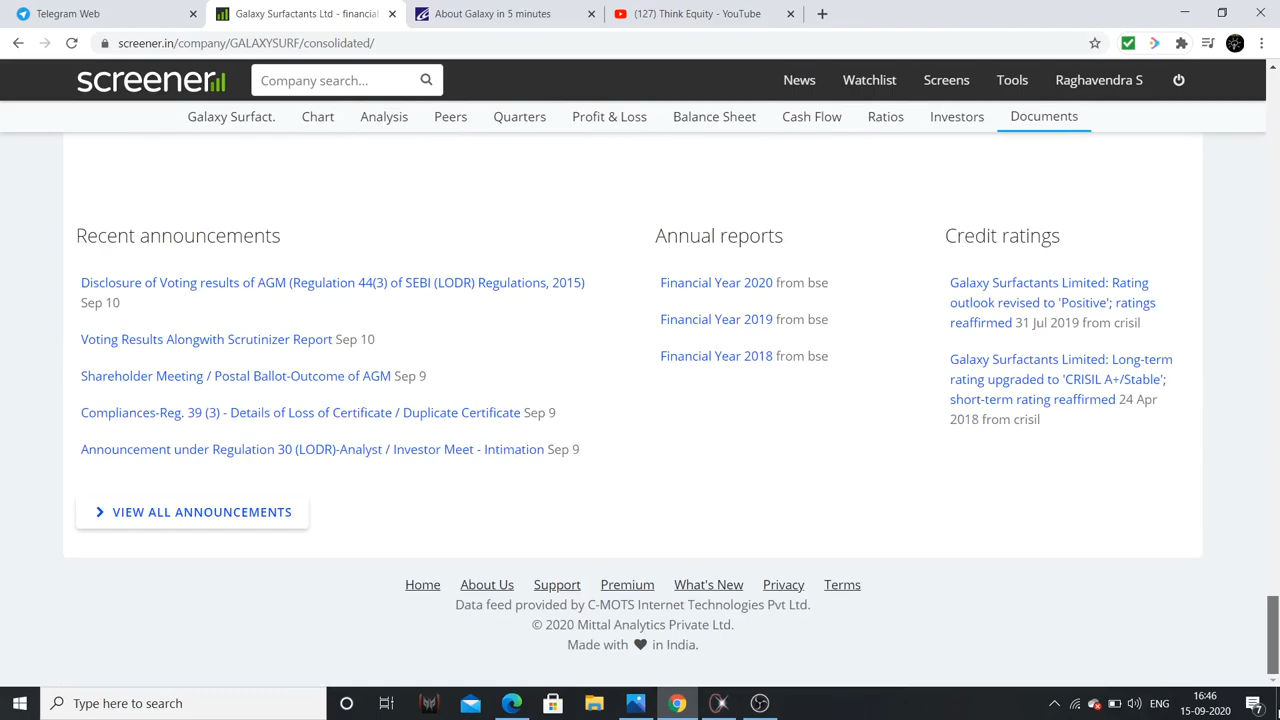 Telegram Web
Galaxy Surfactants Ltd - financial
About Galaxy in 5 minutes
(127) Think Equity - YouTube
screener.in/company/GALAXYSURF/consolidated/
screener
Company search...
News
Watchlist
Screens
Tools
Raghavendra S
Galaxy Surfact.
Chart
Analysis
Peers
Quarters
Profit & Loss
Balance Sheet
Cash Flow
Ratios
Investors
Documents
Recent announcements
Disclosure of Voting results of AGM (Regulation 44(3) of SEBI (LODR) Regulations, 2015)
Sep 10
Voting Results Alongwith Scrutinizer Report Sep 10
Shareholder Meeting / Postal Ballot-Outcome of AGM Sep 9
Compliances-Reg. 39 (3) - Details of Loss of Certificate / Duplicate Certificate Sep 9
Announcement under Regulation 30 (LODR)-Analyst / Investor Meet - Intimation Sep 9
VIEW ALL ANNOUNCEMENTS
Annual reports
Financial Year 2020 from bse
Financial Year 2019 from bse
Financial Year 2018 from bse
Credit ratings
Galaxy Surfactants Limited: Rating
outlook revised to 'Positive'; ratings
reaffirmed 31 Jul 2019 from crisil
Galaxy Surfactants Limited: Long-term
rating upgraded to 'CRISIL A+/Stable';
short-term rating reaffirmed 24 Apr
2018 from crisil
Home
About Us
Support
Premium
What's New
Privacy
Terms
Data feed provided by C-MOTS Internet Technologies Pvt Ltd.
© 2020 Mittal Analytics Private Ltd.
Made with ❤ in India.
Type here to search
ENG
16:46
15-09-2020
7